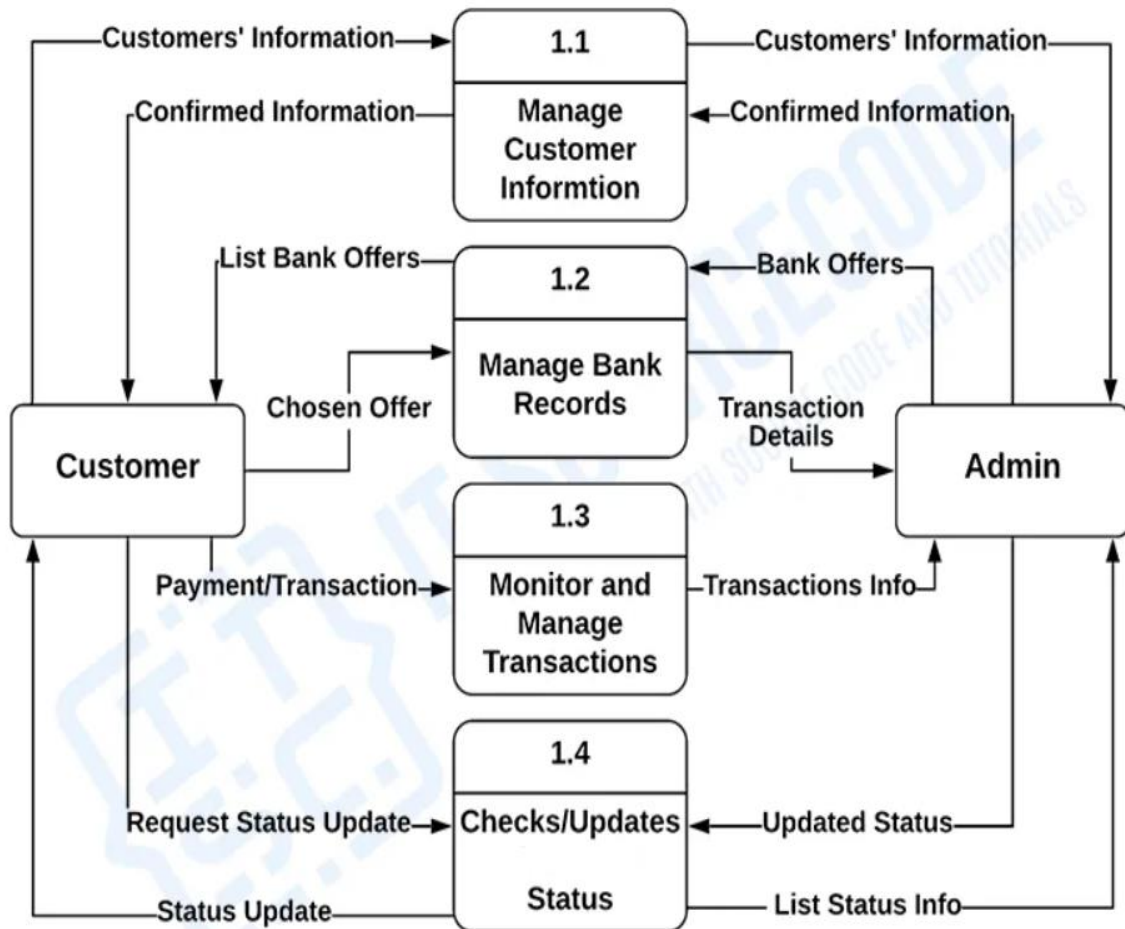 Customers' Information
1.1
Customers' Information
Confirmed Information
Manage
Customer
Informtion
Confirmed Information
List Bank Offers
1.2
Bank Offers
Manage Bank
Records
Chosen Offer
Transaction
Details
Customer
Admin
1.3
Payment/Transaction
Monitor and
Manage
Transactions
Transactions Info
1.4
Request Status Update
Checks/Updates
Status
Updated Status
Status Update
List Status Info